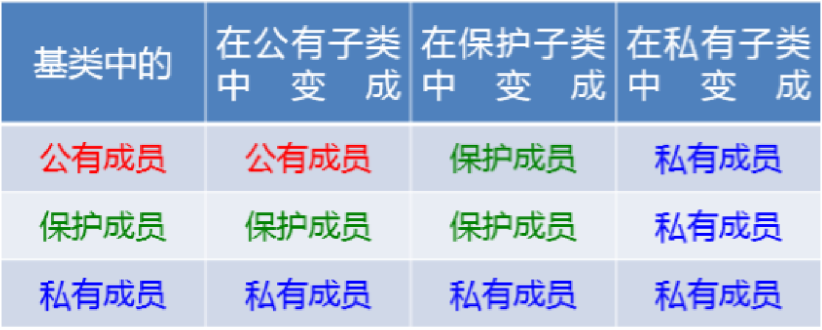 基类中的
在公有子类
中变成
在保护子类
中变成
在私有子类
中变成
公有成员 公有成员 保护成员 私有成员
保护成员 保护成员 保护成员 私有成员
私有成员 私有成员 私有成员 私有成员